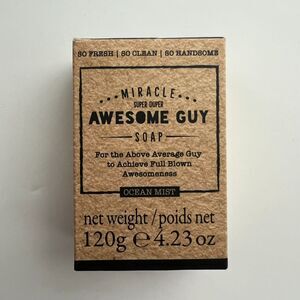 SO FRESH | SO CLEAN | SO HANDSOME
MIRACLE
SUPER DUPER
AWESOME GUY
SOAP
For the Above Average Guy
to Achieve Full Blown
Awesomeness
OCEAN MIST
net weight / poids net
120g ℮ 4.23 oz